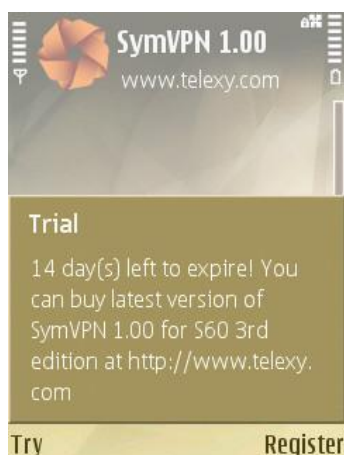 SymVPN 1.00
www.telexy.com
Trial
14 day(s) left to expire! You
can buy latest version of
SymVPN 1.00 for S60 3rd
edition at http://www.telexy.
com
Try Register